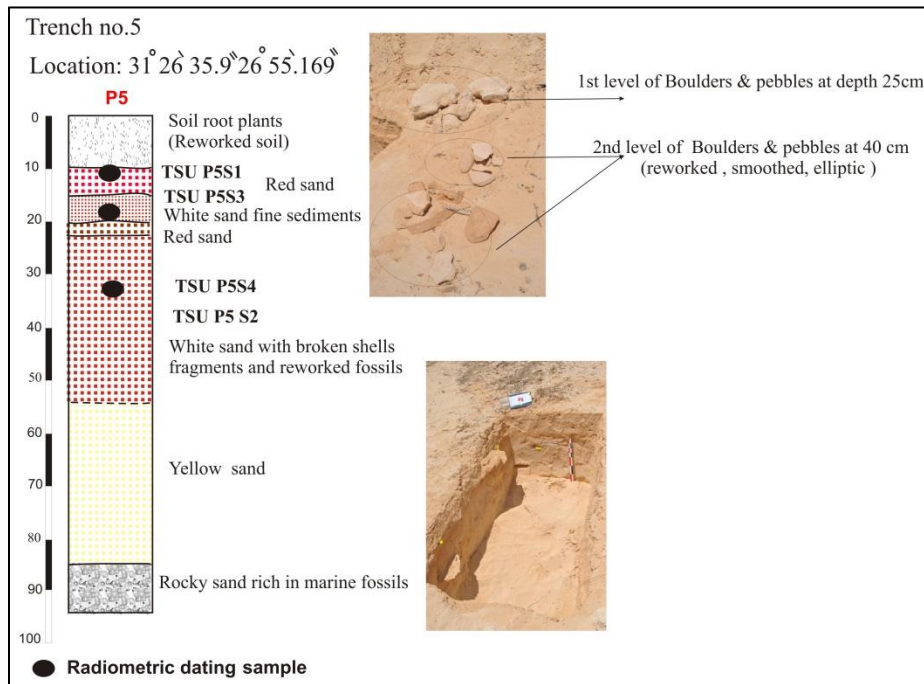 Trench no.5
Location: 31° 26` 35.9‶26° 55.`169‶
P5
0
10
20
30
40
50
60
70
80
90
100
Soil root plants
(Reworked soil)
TSU P5S1
Red sand
TSU P5S3
White sand fine sediments
Red sand
TSU P5S4
TSU P5 S2
White sand with broken shells
fragments and reworked fossils
Yellow sand
Rocky sand rich in marine fossils
Radiometric dating sample
1st level of Boulders & pebbles at depth 25cm
2nd level of Boulders & pebbles at 40 cm
(reworked , smoothed, elliptic )